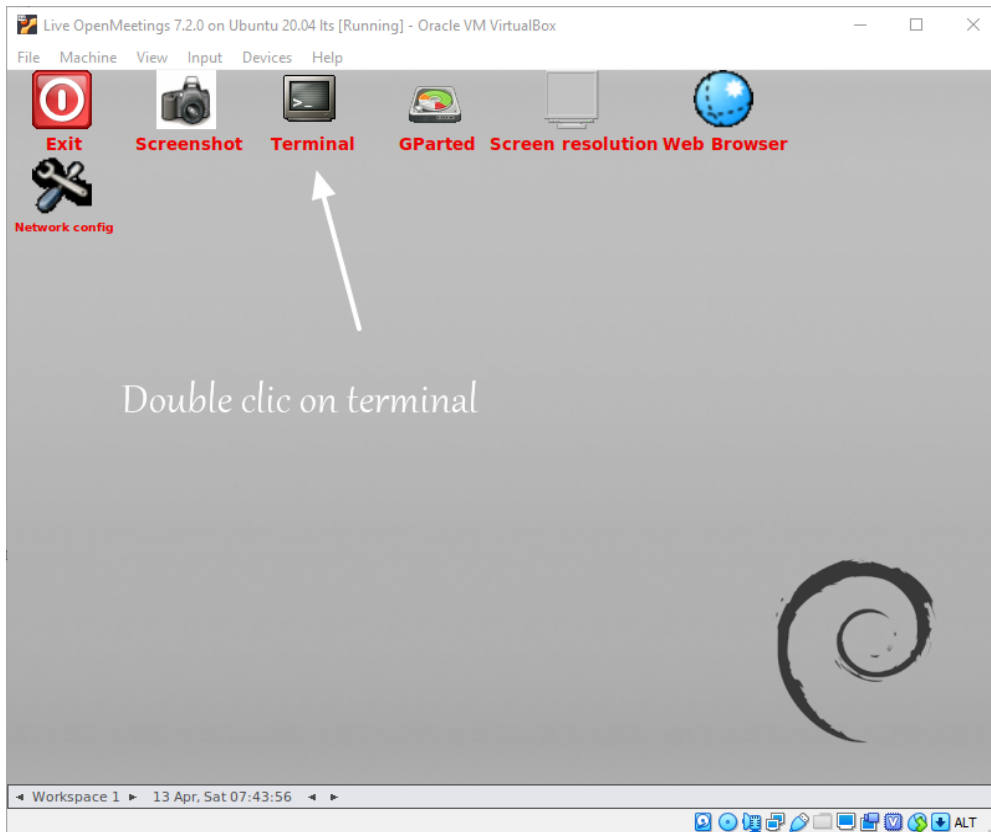 Live OpenMeetings 7.2.0 on Ubuntu 20.04 lts [Running] - Oracle VM VirtualBox
File Machine View Input Devices Help
Exit Screenshot Terminal GParted Screen resolution Web Browser
Network config
Double clic on terminal
Workspace 1 13 Apr, Sat 07:43:56
ALT